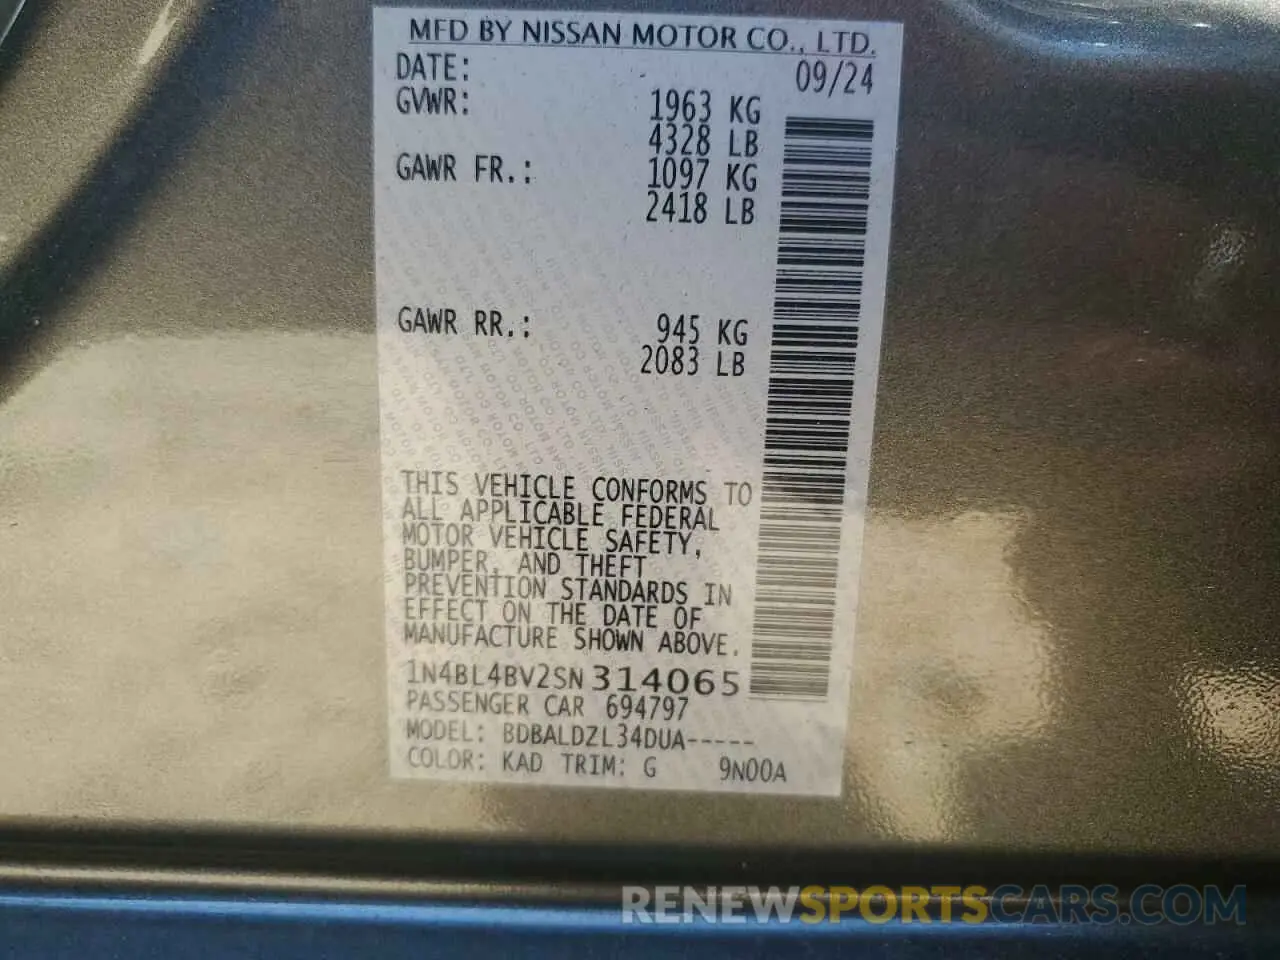 MFD BY NISSAN MOTOR CO., LTD.
DATE: 09/24
GVWR: 1963 KG
4328 LB
GAWR FR.: 1097 KG
2418 LB
GAWR RR.: 945 KG
2083 LB
THIS VEHICLE CONFORMS TO
ALL APPLICABLE FEDERAL
MOTOR VEHICLE SAFETY,
BUMPER, AND THEFT
PREVENTION STANDARDS IN
EFFECT ON THE DATE OF
MANUFACTURE SHOWN ABOVE.
1N4BL4BV2SN314065
PASSENGER CAR 694797
MODEL: BDBALDZL34DUA-----
COLOR: KAD TRIM: G 9N00A
RENEWSPORTSCARS.COM